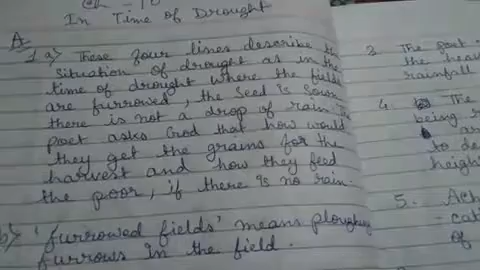 In Time of Drought
A
1 a) These four lines describe the
situation of drought as in the
time of drought where the fields
are furrowed, the seed is sown
there is not a drop of rain. The
poet asks God that how would
they get the grains for the
harvest and how they feed
the poor, if there is no rain.
b) 'furrowed fields' means ploughing
furrows in the field.
3. The poet
the heav
rainfall
4. The
being
to de
heigh
5. Ach
- cat
of